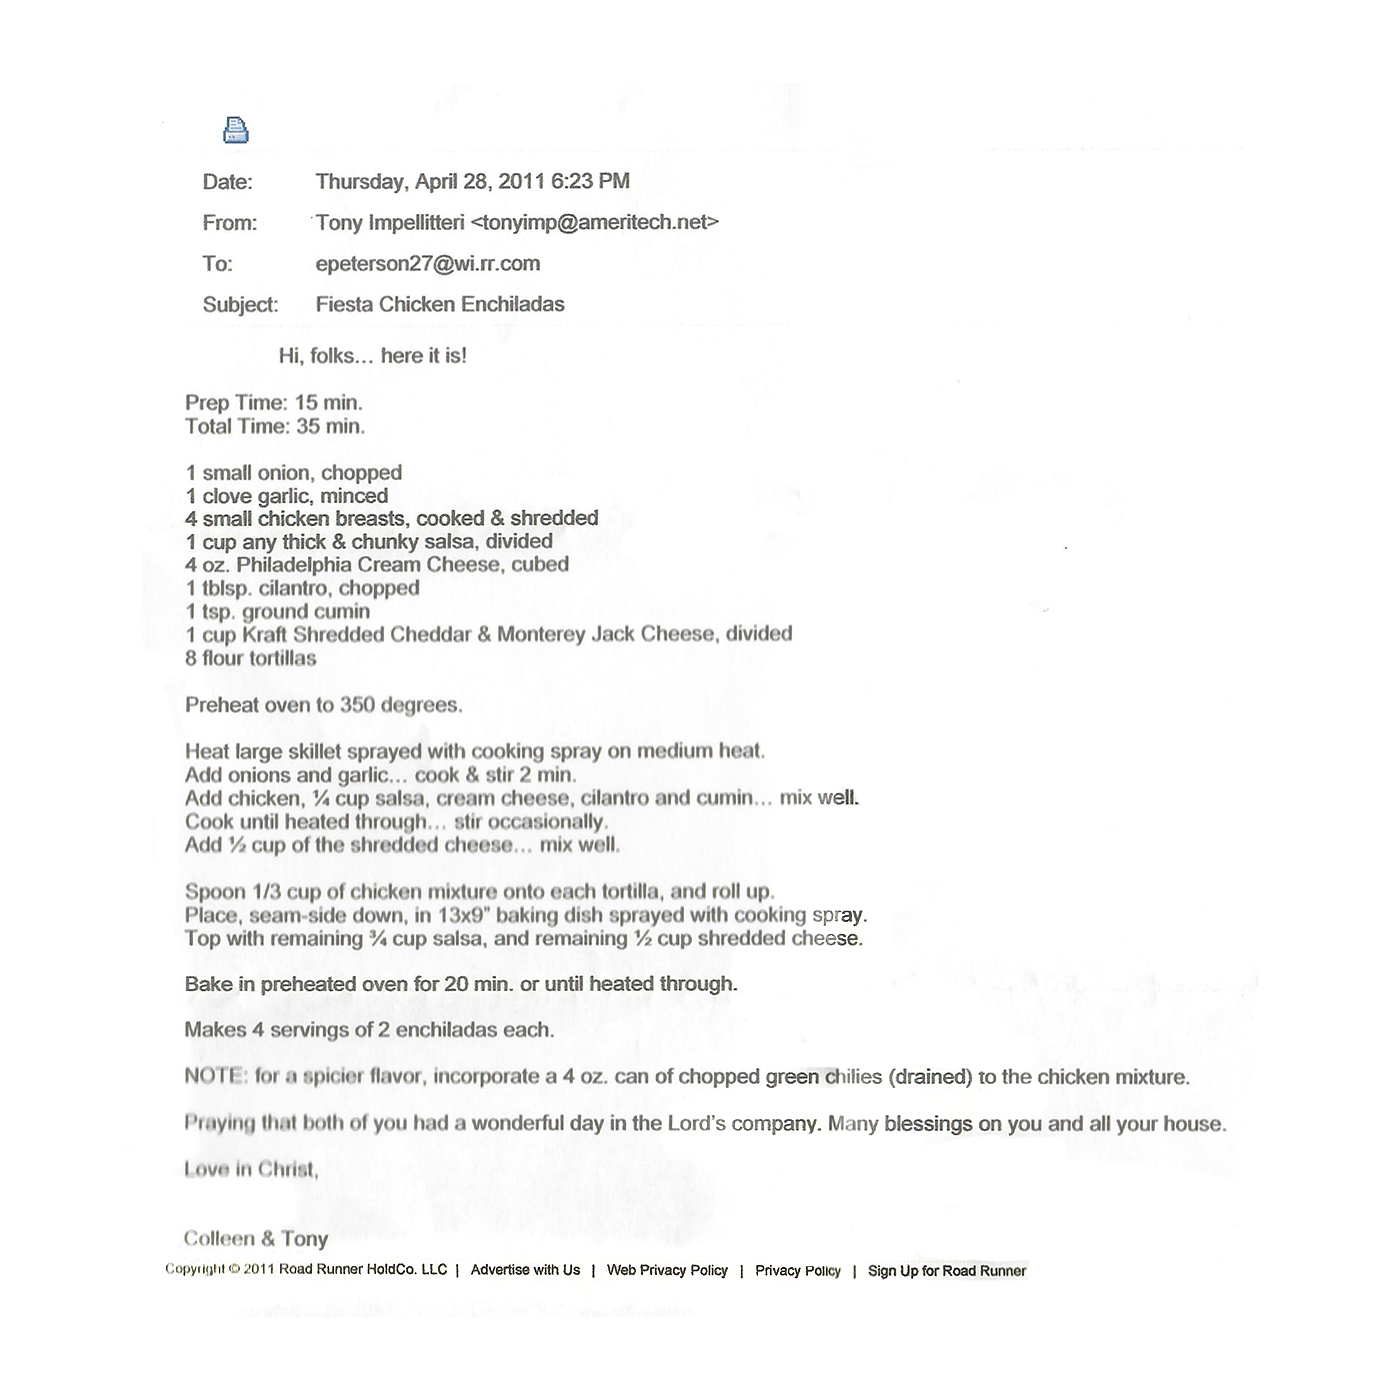 Date: Thursday, April 28, 2011 6:23 PM
From: Tony Impellitteri <tonyimp@ameritech.net>
To: epeterson27@wi.rr.com
Subject: Fiesta Chicken Enchiladas
Hi, folks... here it is!
Prep Time: 15 min.
Total Time: 35 min.
1 small onion, chopped
1 clove garlic, minced
4 small chicken breasts, cooked & shredded
1 cup any thick & chunky salsa, divided
4 oz. Philadelphia Cream Cheese, cubed
1 tblsp. cilantro, chopped
1 tsp. ground cumin
1 cup Kraft Shredded Cheddar & Monterey Jack Cheese, divided
8 flour tortillas
Preheat oven to 350 degrees.
Heat large skillet sprayed with cooking spray on medium heat.
Add onions and garlic... cook & stir 2 min.
Add chicken, ¼ cup salsa, cream cheese, cilantro and cumin... mix well.
Cook until heated through... stir occasionally.
Add ½ cup of the shredded cheese... mix well.
Spoon 1/3 cup of chicken mixture onto each tortilla, and roll up.
Place, seam-side down, in 13x9" baking dish sprayed with cooking spray.
Top with remaining ¾ cup salsa, and remaining ½ cup shredded cheese.
Bake in preheated oven for 20 min. or until heated through.
Makes 4 servings of 2 enchiladas each.
NOTE: for a spicier flavor, incorporate a 4 oz. can of chopped green chilies (drained) to the chicken mixture.
Praying that both of you had a wonderful day in the Lord's company. Many blessings on you and all your house.
Love in Christ,
Colleen & Tony
Copyright © 2011 Road Runner HoldCo. LLC | Advertise with Us | Web Privacy Policy | Privacy Policy | Sign Up for Road Runner